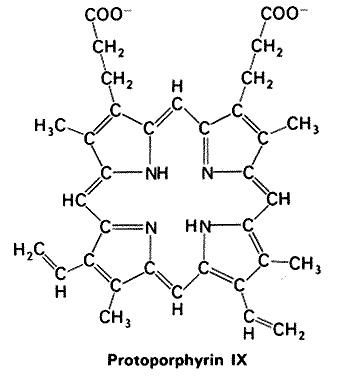 COO⁻ COO⁻
CH₂ CH₂
CH₂ CH₂
H
C C C C C
H₃C C C C C CH₃
C NH N C
HC CH
C N HN C
H₂C C C C C CH₃
C C C C C
C H C
H CH₃ C CH₂
H
Protoporphyrin IX